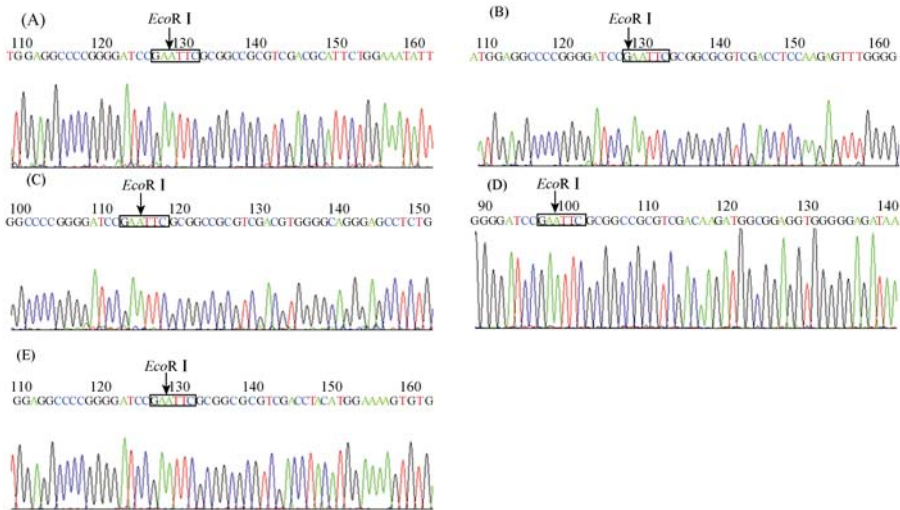 (A)
EcoR I
110 120 130 140 150 160
TGGAGGCCCCGGGGATCCGAATTCGCGGCCGCGTCGACGCATTCTGGAAATATT
(B)
EcoR I
110 120 130 140 150 160
ATGGAGGCCCCGGGGATCCGAATTCGCGGCGCGTCGACCTCCAAGAGTTTGGGG
(C)
EcoR I
100 110 120 130 140 150
GGCCCCGGGGATCCGAATTCGCGGCCGCGTCGACGTGGGGCAGGGAGCCTCTG
(D)
EcoR I
90 100 110 120 130 140
GGGGATCCGAATTCGCGGCCGCGTCGACAAGATGGCGGAGGTGGGGGAGATAA
(E)
EcoR I
110 120 130 140 150 160
GGAGGCCCCGGGGATCCGAATTCGCGGCGCGTCGACCTACATGGAAAAGTGTG